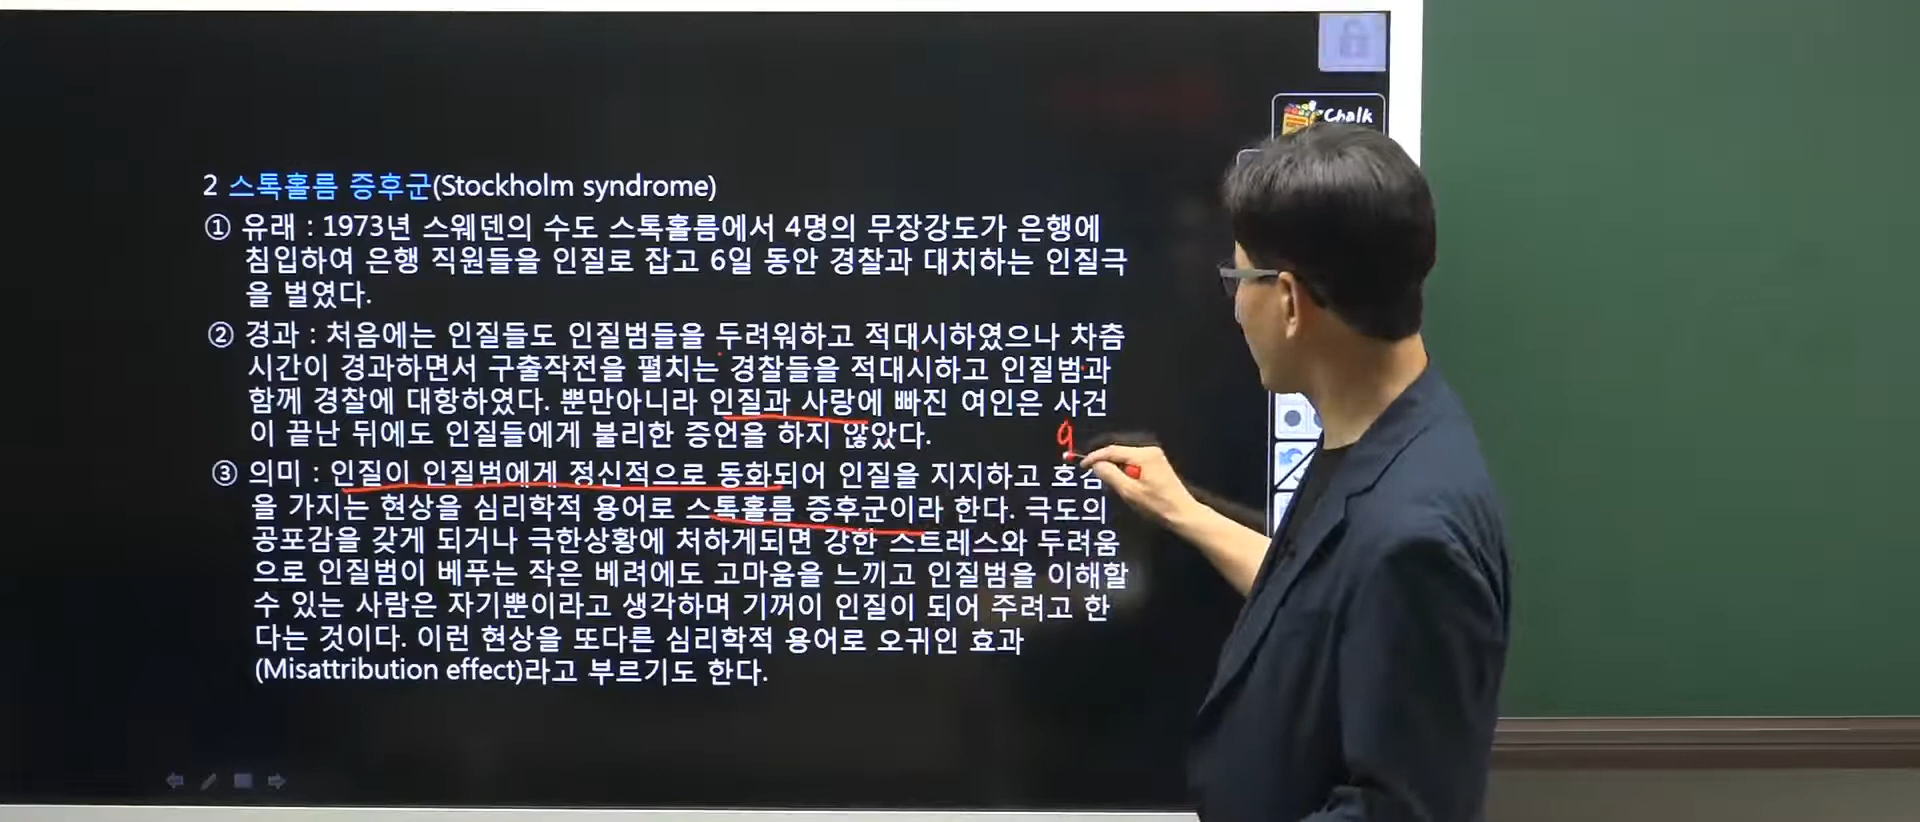 Chalk
2 스톡홀름 증후군(Stockholm syndrome)
① 유래 : 1973년 스웨덴의 수도 스톡홀름에서 4명의 무장강도가 은행에
침입하여 은행 직원들을 인질로 잡고 6일 동안 경찰과 대치하는 인질극
을 벌였다.
② 경과 : 처음에는 인질들도 인질범들을 두려워하고 적대시하였으나 차츰
시간이 경과하면서 구출작전을 펼치는 경찰들을 적대시하고 인질범과
함께 경찰에 대항하였다. 뿐만아니라 인질과 사랑에 빠진 여인은 사건
이 끝난 뒤에도 인질들에게 불리한 증언을 하지 않았다.
③ 의미 : 인질이 인질범에게 정신적으로 동화되어 인질을 지지하고 호감
을 가지는 현상을 심리학적 용어로 스톡홀름 증후군이라 한다. 극도의
공포감을 갖게 되거나 극한상황에 처하게되면 강한 스트레스와 두려움
으로 인질범이 베푸는 작은 베려에도 고마움을 느끼고 인질범을 이해할
수 있는 사람은 자기뿐이라고 생각하며 기꺼이 인질이 되어 주려고 한
다는 것이다. 이런 현상을 또다른 심리학적 용어로 오귀인 효과
(Misattribution effect)라고 부르기도 한다.